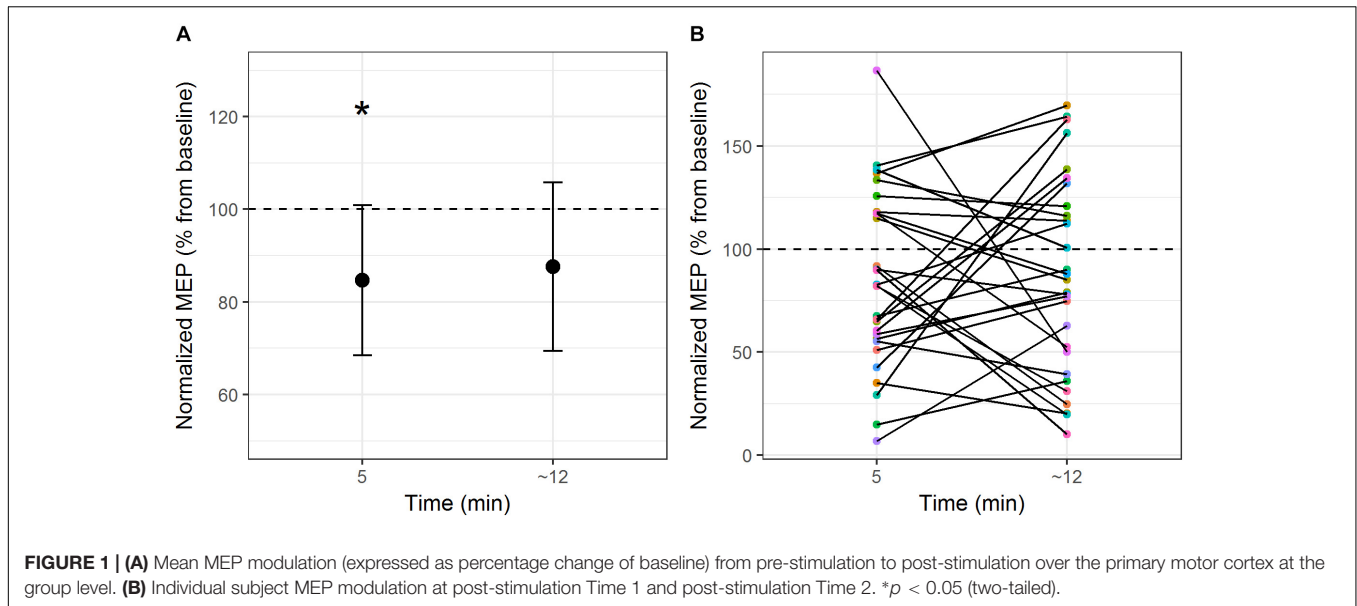 A
B
Normalized MEP (% from baseline)
120
100
80
60
*
5
~12
Time (min)
Normalized MEP (% from baseline)
150
100
50
0
5
~12
Time (min)
FIGURE 1 | (A) Mean MEP modulation (expressed as percentage change of baseline) from pre-stimulation to post-stimulation over the primary motor cortex at the
group level. (B) Individual subject MEP modulation at post-stimulation Time 1 and post-stimulation Time 2. *p < 0.05 (two-tailed).